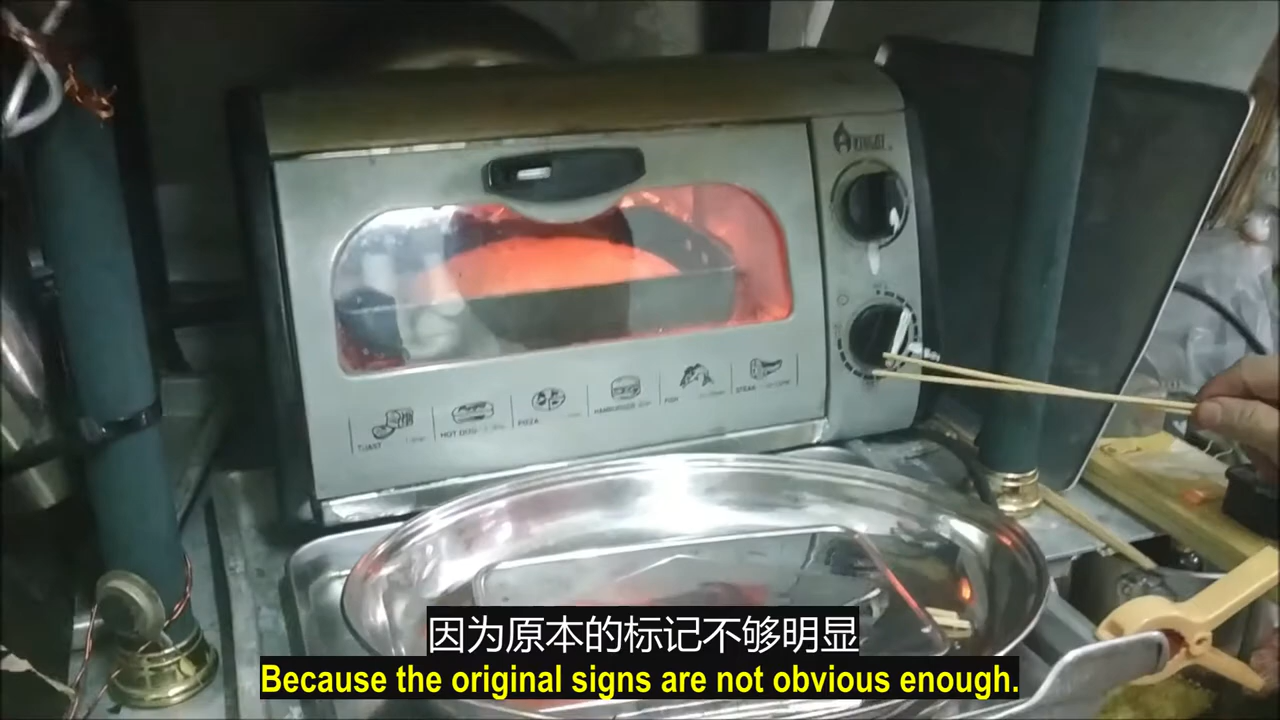 TOAST
HOT DOG
PIZZA
HAMBURGER
FISH
STEAK
因为原本的标记不够明显
Because the original signs are not obvious enough.